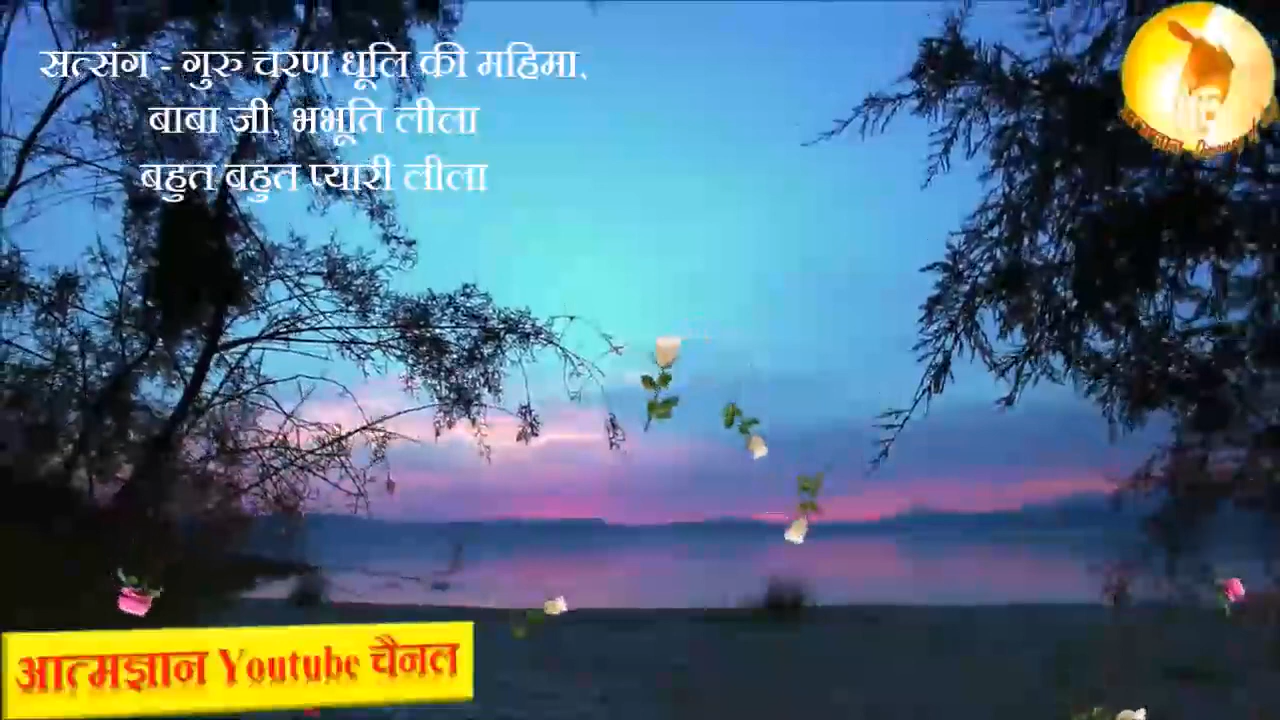 सत्संग - गुरु चरण धूलि की महिमा,
बाबा जी, भभूति लीला
बहुत बहुत प्यारी लीला
आत्मज्ञान Youtube चैनल